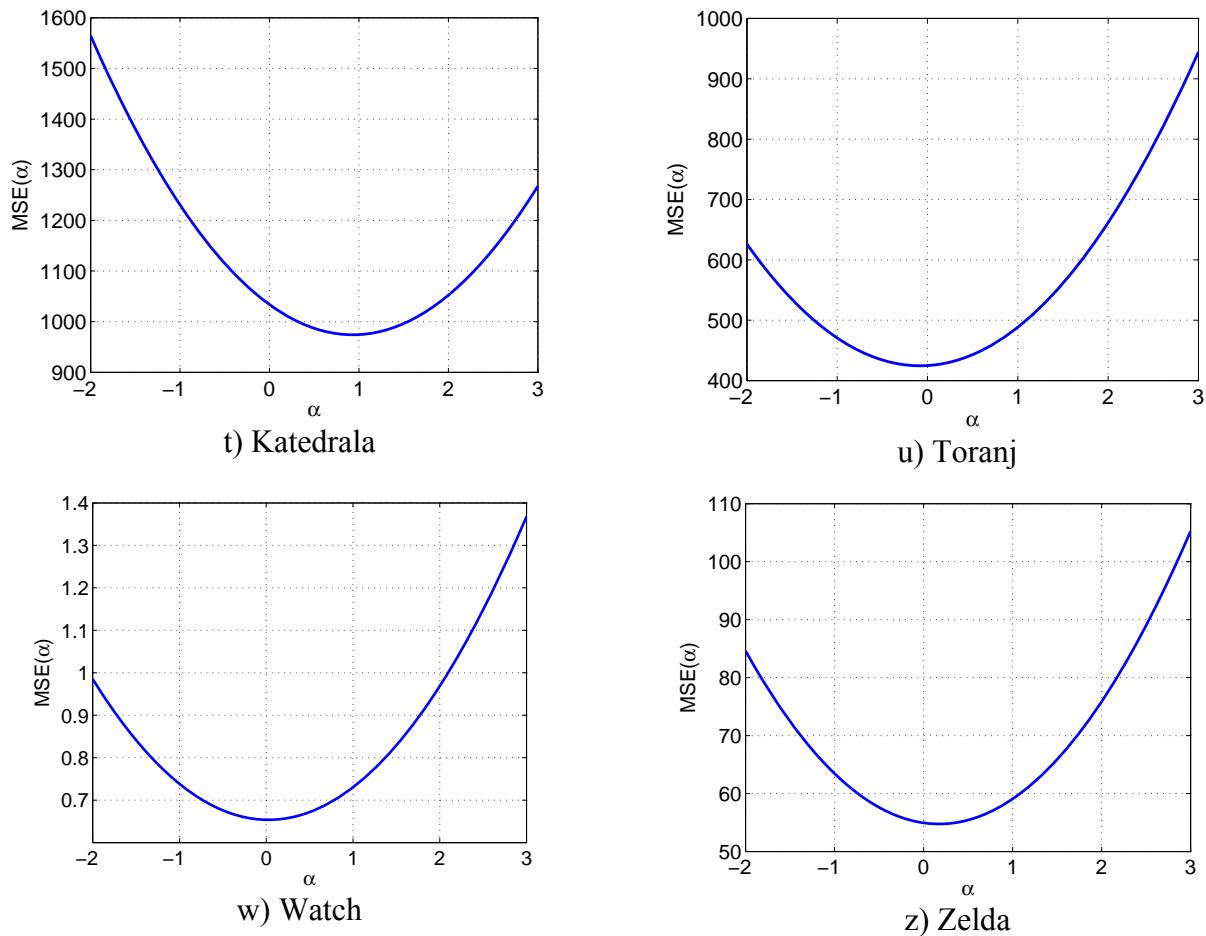 1600
1500
1400
1300
1200
1100
1000
900
MSE(α)
−2 −1 0 1 2 3
α
t) Katedrala
1000
900
800
700
600
500
400
MSE(α)
−2 −1 0 1 2 3
α
u) Toranj
1.4
1.3
1.2
1.1
1
0.9
0.8
0.7
MSE(α)
−2 −1 0 1 2 3
α
w) Watch
110
100
90
80
70
60
50
MSE(α)
−2 −1 0 1 2 3
α
z) Zelda